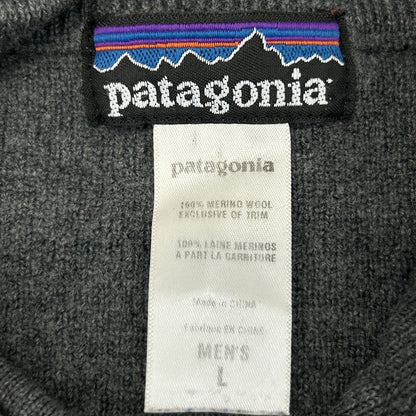 patagonia
patagonia
100% MERINO WOOL
EXCLUSIVE OF TRIM
100% LAINE MERINOS
A PART LA GARNITURE
Made in CHINA
Fabriqué EN CHINE
MEN'S
L